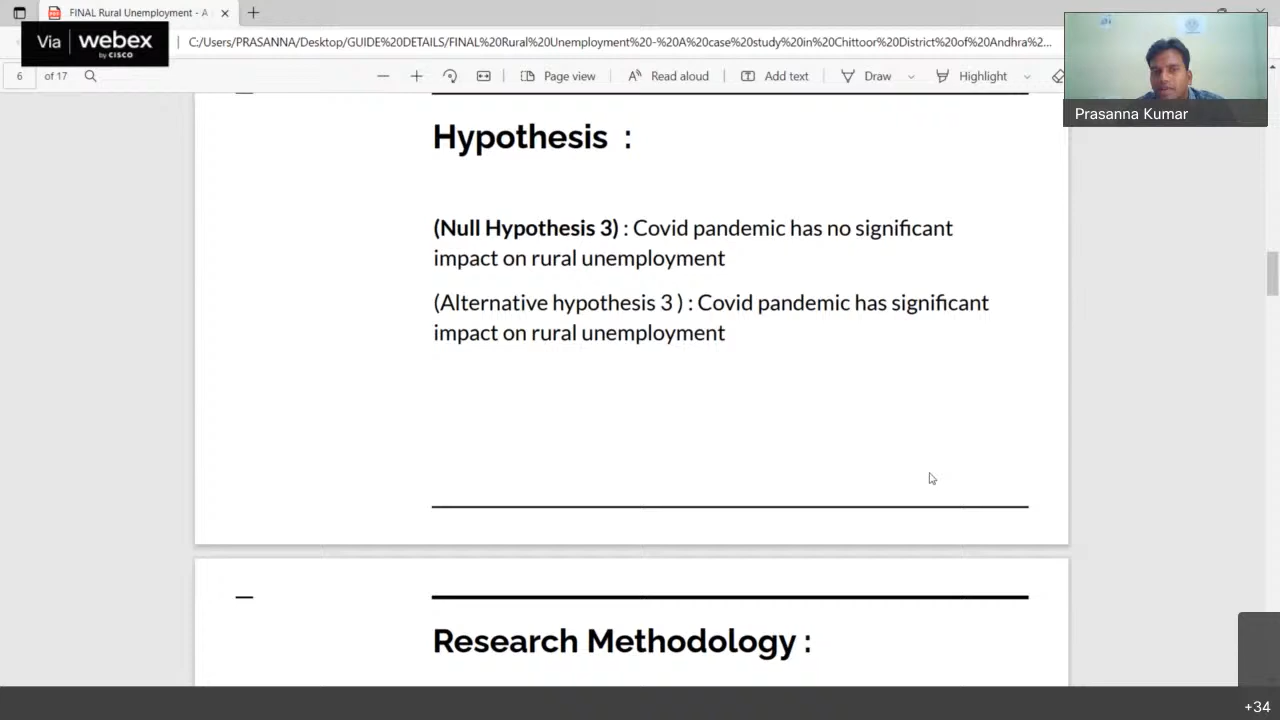 FINAL Rural Unemployment - A
Via webex
by CISCO
C:/Users/PRASANNA/Desktop/GUIDE%20DETAILS/FINAL%20Rural%20Unemployment%20-%20A%20case%20study%20in%20Chittoor%20District%20of%20Andhra%2...
6 of 17
Page view
Read aloud
Add text
Draw
Highlight
Prasanna Kumar
Hypothesis :
(Null Hypothesis 3) : Covid pandemic has no significant
impact on rural unemployment
(Alternative hypothesis 3 ) : Covid pandemic has significant
impact on rural unemployment
Research Methodology :
+34